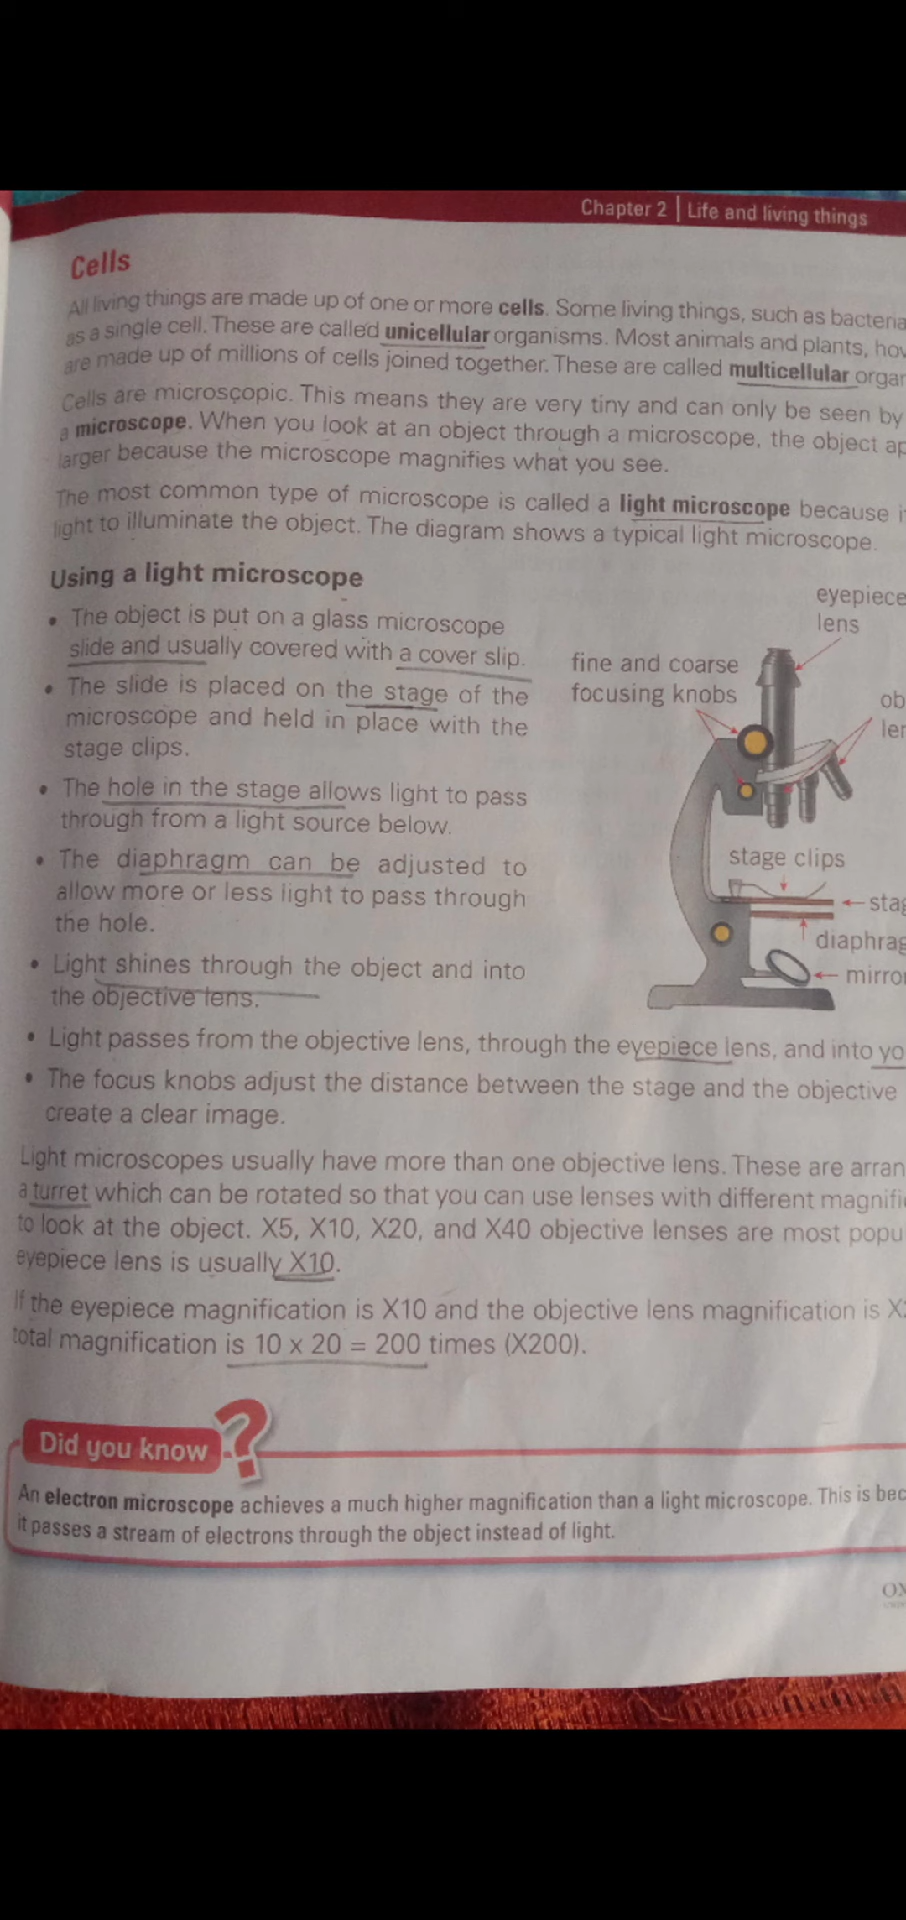 Chapter 2 | Life and living things
Cells
All living things are made up of one or more cells. Some living things, such as bacteria
as a single cell. These are called unicellular organisms. Most animals and plants, how
are made up of millions of cells joined together. These are called multicellular organ
Cells are microscopic. This means they are very tiny and can only be seen by
a microscope. When you look at an object through a microscope, the object ap
larger because the microscope magnifies what you see.
The most common type of microscope is called a light microscope because i
light to illuminate the object. The diagram shows a typical light microscope.
Using a light microscope
• The object is put on a glass microscope
slide and usually covered with a cover slip.
• The slide is placed on the stage of the
microscope and held in place with the
stage clips.
• The hole in the stage allows light to pass
through from a light source below.
• The diaphragm can be adjusted to
allow more or less light to pass through
the hole.
• Light shines through the object and into
the objective lens.
eyepiece
lens
fine and coarse
focusing knobs
ob
ler
stage clips
stag
diaphrag
mirror
• Light passes from the objective lens, through the eyepiece lens, and into yo
• The focus knobs adjust the distance between the stage and the objective
create a clear image.
Light microscopes usually have more than one objective lens. These are arran
a turret which can be rotated so that you can use lenses with different magnifi
to look at the object. X5, X10, X20, and X40 objective lenses are most popu
eyepiece lens is usually X10.
If the eyepiece magnification is X10 and the objective lens magnification is X
total magnification is 10 x 20 = 200 times (X200).
Did you know ?
An electron microscope achieves a much higher magnification than a light microscope. This is bec
it passes a stream of electrons through the object instead of light.
OX